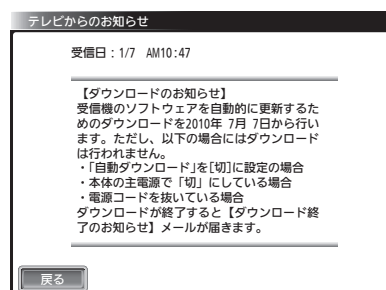 テレビからのお知らせ
受信日：1/7 AM10:47
【ダウンロードのお知らせ】
受信機のソフトウェアを自動的に更新するた
めのダウンロードを2010年 7月 7日から行い
ます。ただし、以下の場合にはダウンロード
は行われません。
・「自動ダウンロード」を[切]に設定の場合
・本体の主電源で「切」にしている場合
・電源コードを抜いている場合
ダウンロードが終了すると【ダウンロード終
了のお知らせ】メールが届きます。
戻る